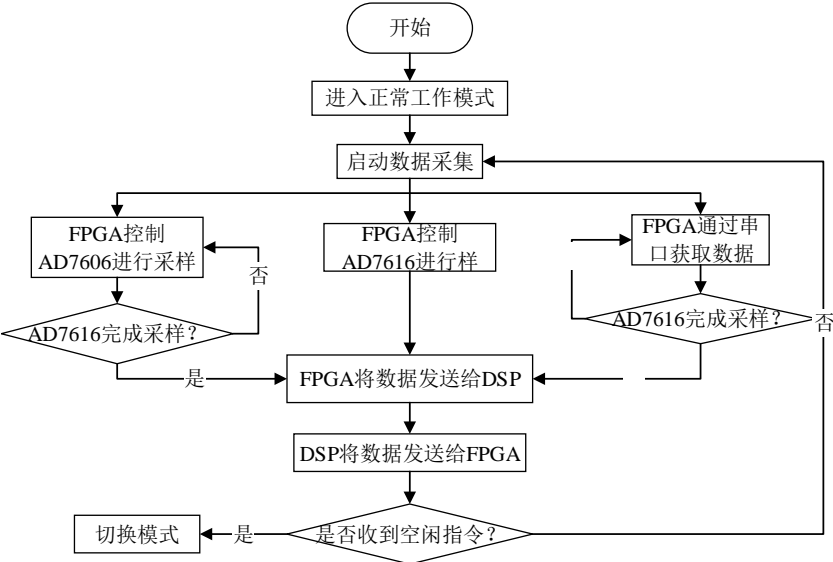 开始
进入正常工作模式
启动数据采集
FPGA控制
AD7606进行采样
FPGA控制
AD7616进行样
FPGA通过串
口获取数据
否
AD7616完成采样？
AD7616完成采样？
否
是
FPGA将数据发送给DSP
DSP将数据发送给FPGA
切换模式
是
是否收到空闲指令？